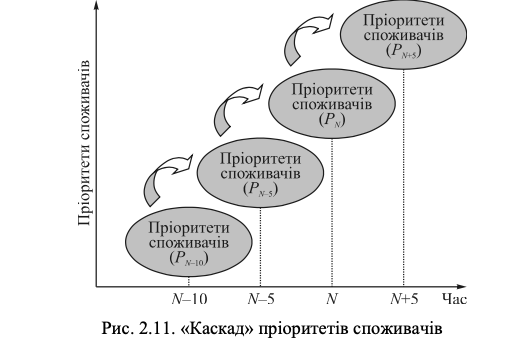 Пріоритети споживачів
Пріоритети
споживачів
(P_{N+5})
Пріоритети
споживачів
(P_N)
Пріоритети
споживачів
(P_{N–5})
Пріоритети
споживачів
(P_{N–10})
N–10 N–5 N N+5 Час
Рис. 2.11. «Каскад» пріоритетів споживачів